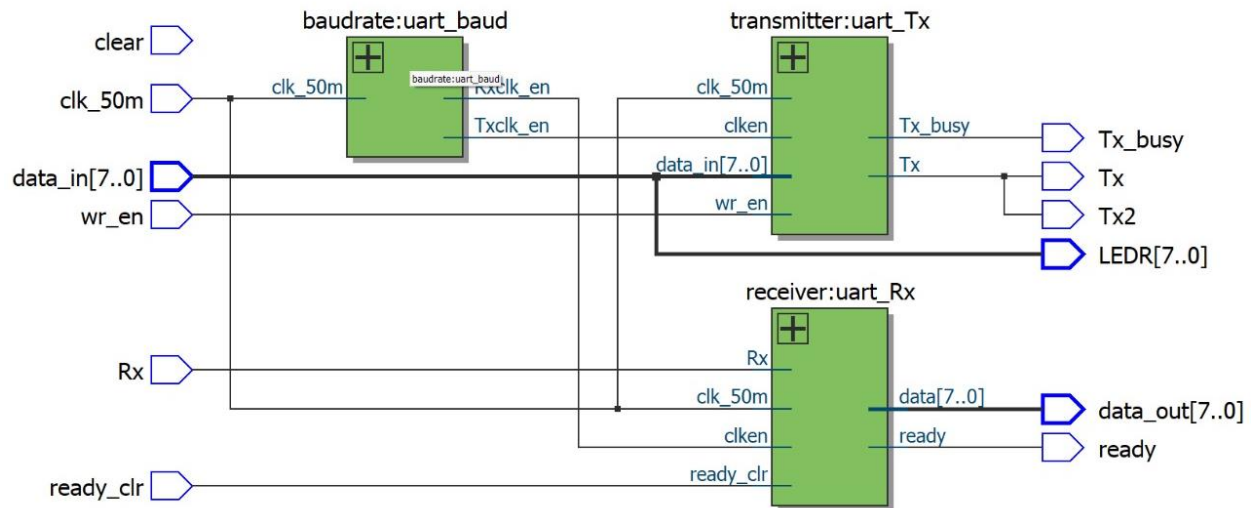 baudrate:uart_baud
transmitter:uart_Tx
clear
clk_50m
clk_50m
baudrate:uart_baud
Rxclk_en
clk_50m
Txclk_en
clken
Tx_busy
Tx_busy
data_in[7..0]
data_in[7..0]
Tx
Tx
wr_en
wr_en
Tx2
LEDR[7..0]
receiver:uart_Rx
Rx
Rx
clk_50m
data[7..0]
data_out[7..0]
clken
ready
ready
ready_clr
ready_clr